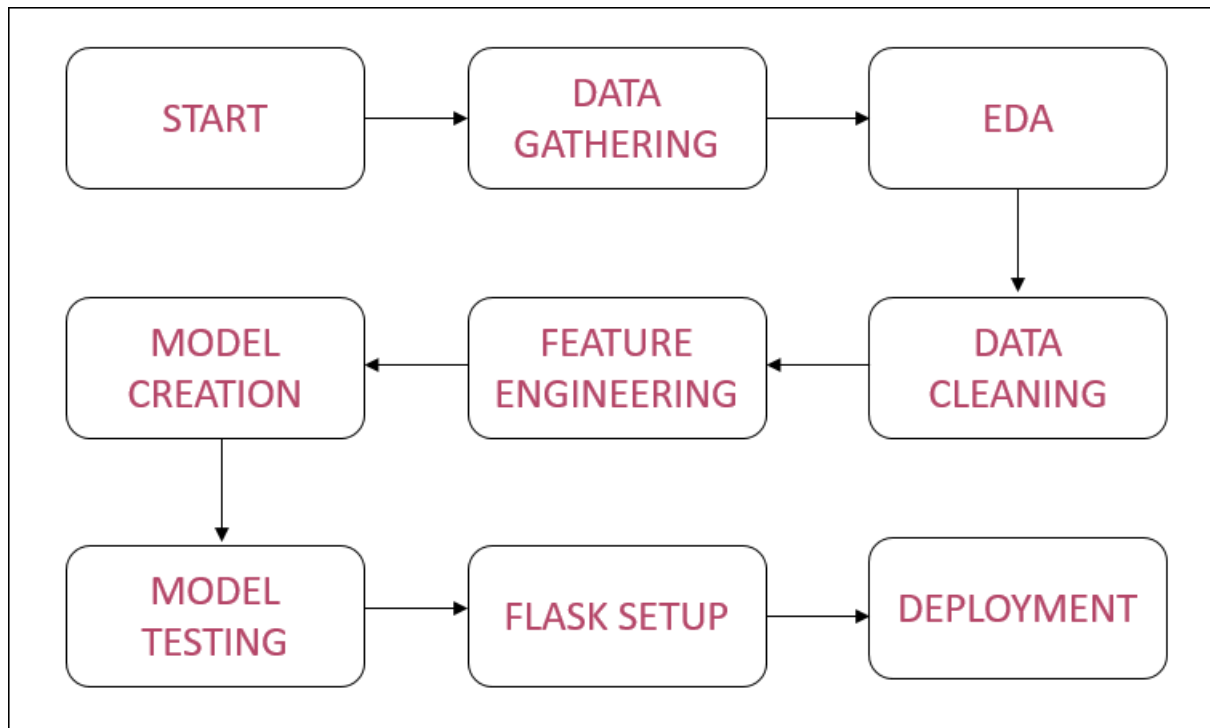 START
DATA
GATHERING
EDA
DATA
CLEANING
FEATURE
ENGINEERING
MODEL
CREATION
MODEL
TESTING
FLASK SETUP
DEPLOYMENT